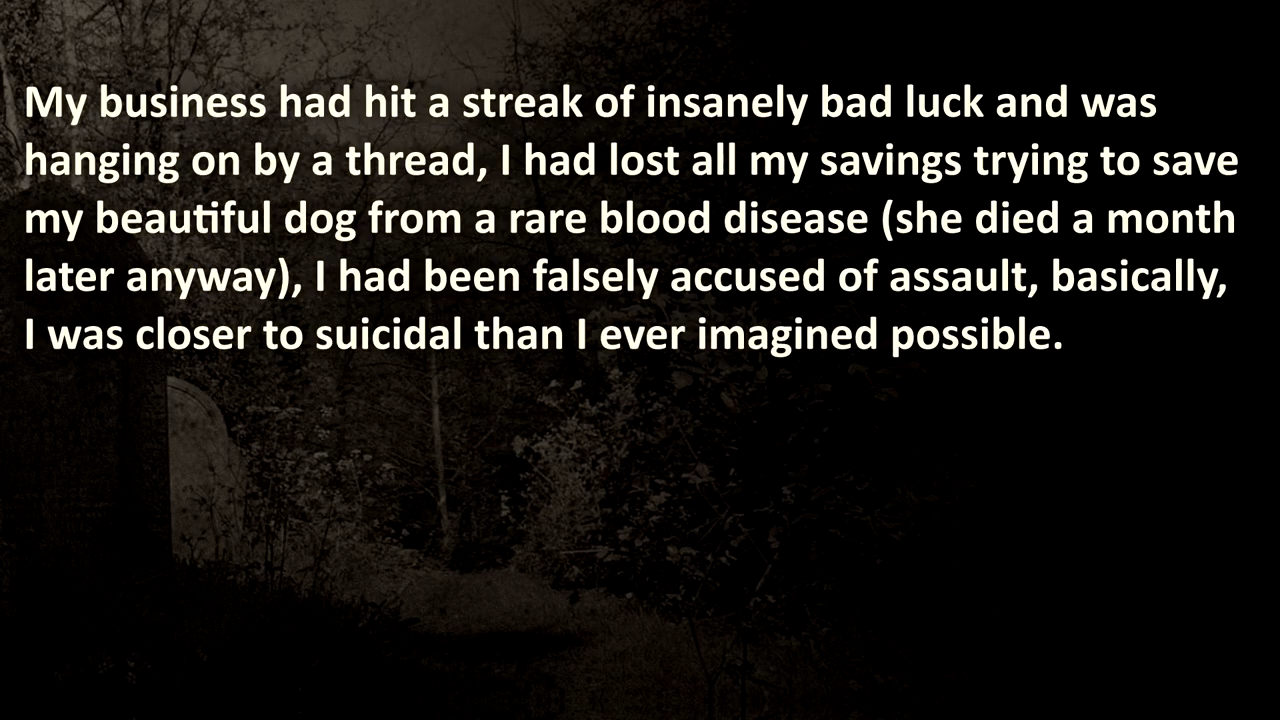 My business had hit a streak of insanely bad luck and was
hanging on by a thread, I had lost all my savings trying to save
my beautiful dog from a rare blood disease (she died a month
later anyway), I had been falsely accused of assault, basically,
I was closer to suicidal than I ever imagined possible.